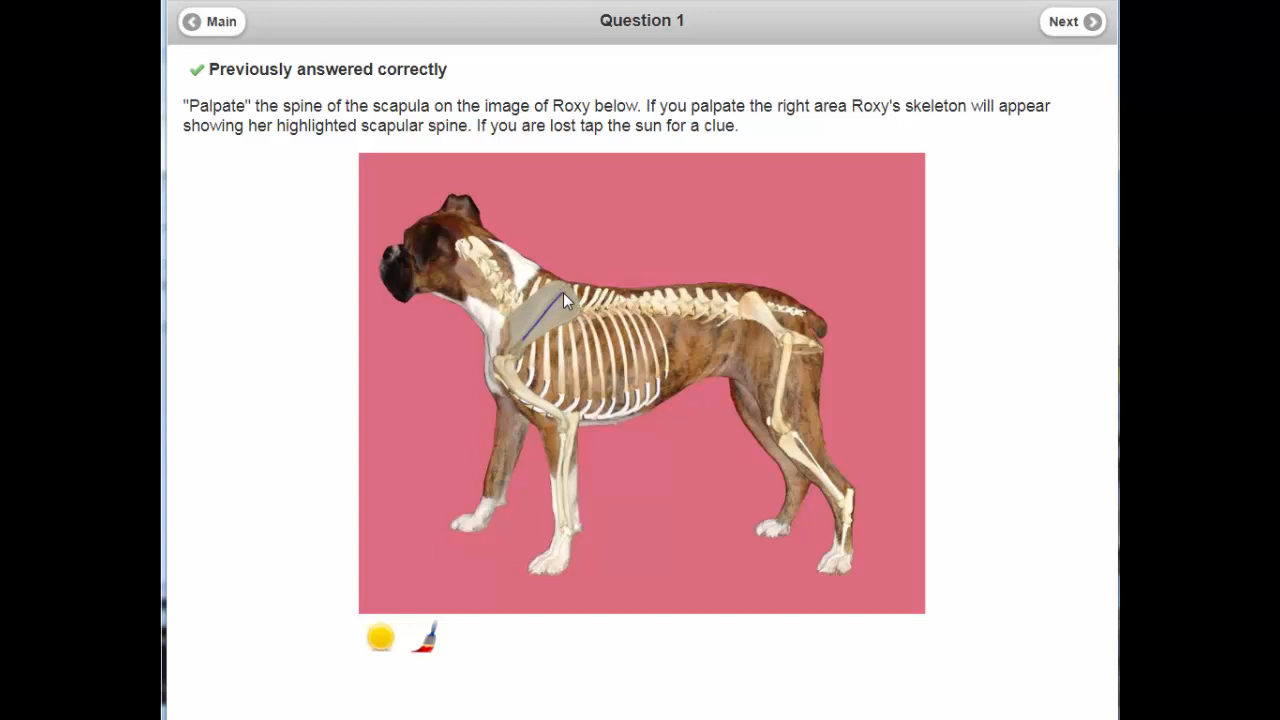 Main
Question 1
Next
Previously answered correctly
"Palpate" the spine of the scapula on the image of Roxy below. If you palpate the right area Roxy's skeleton will appear
showing her highlighted scapular spine. If you are lost tap the sun for a clue.